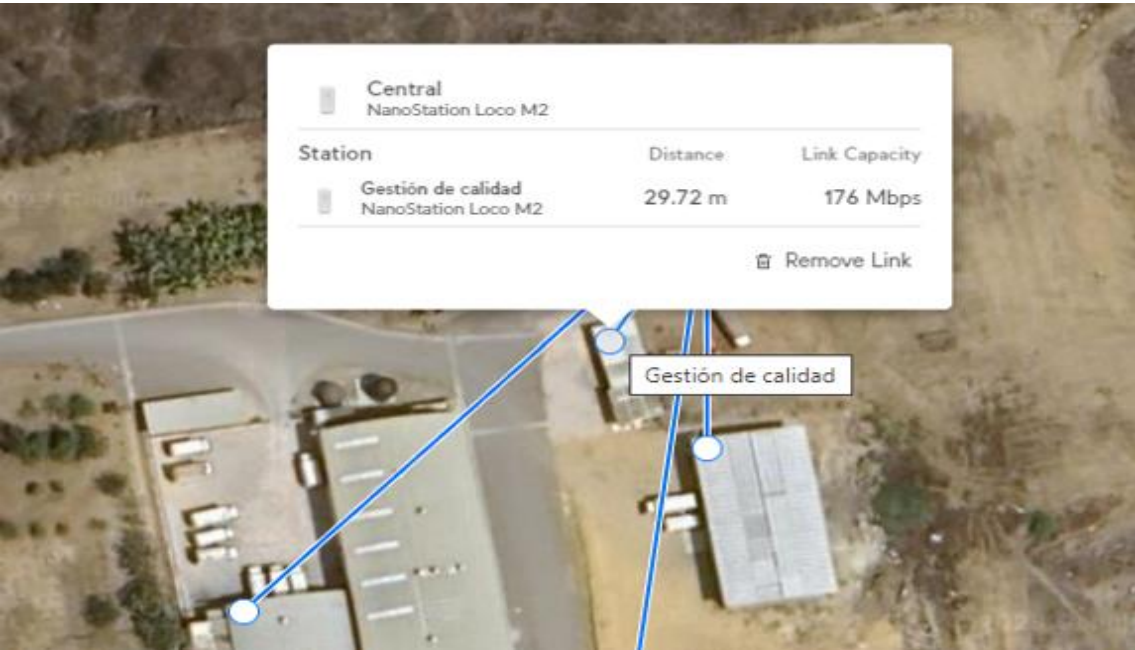 Central
NanoStation Loco M2
Station Distance Link Capacity
Gestión de calidad
NanoStation Loco M2
29.72 m 176 Mbps
Remove Link
Gestión de calidad